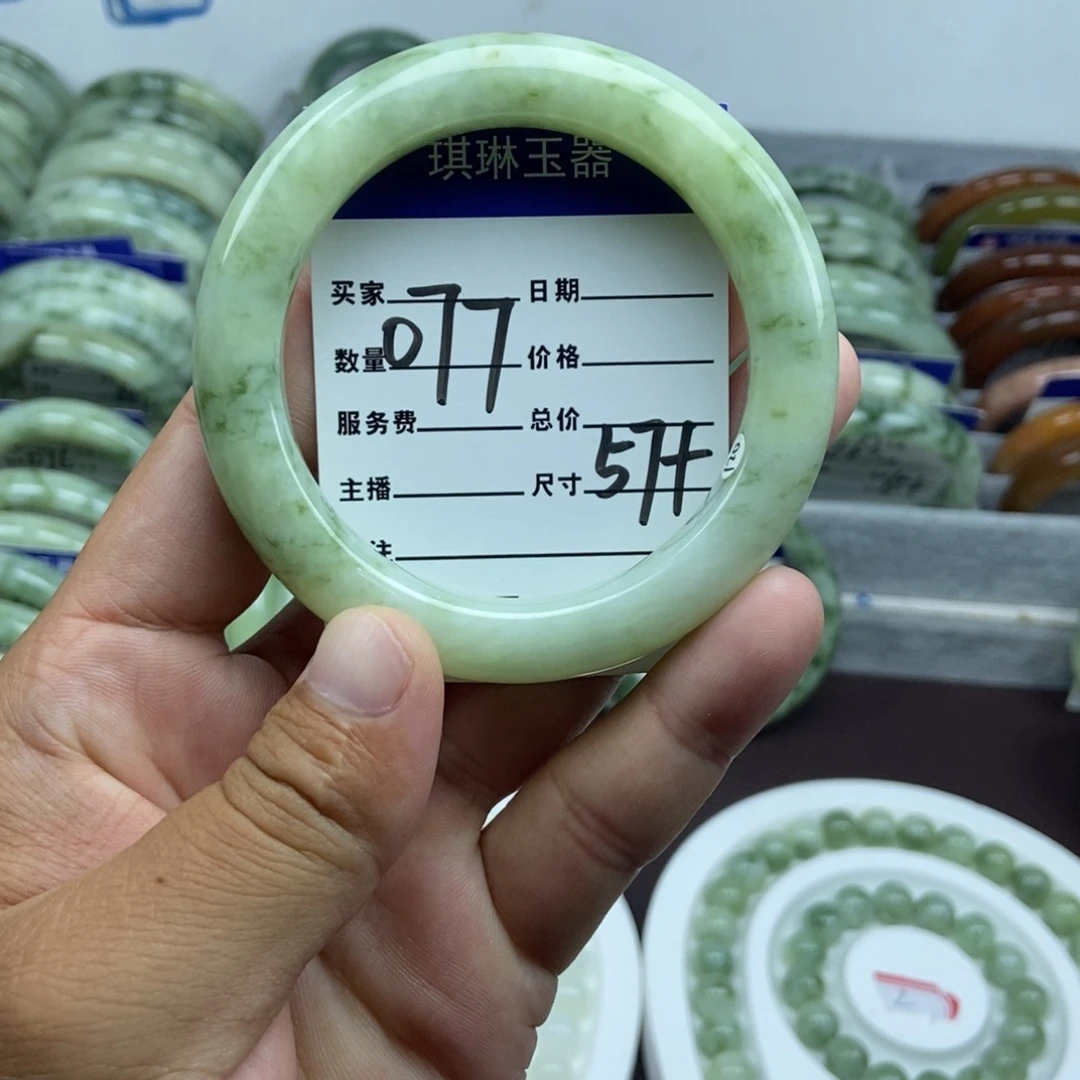 琪琳玉器
买家 日期
077
数量 价格
服务费 总价
主播 尺寸 57+
注